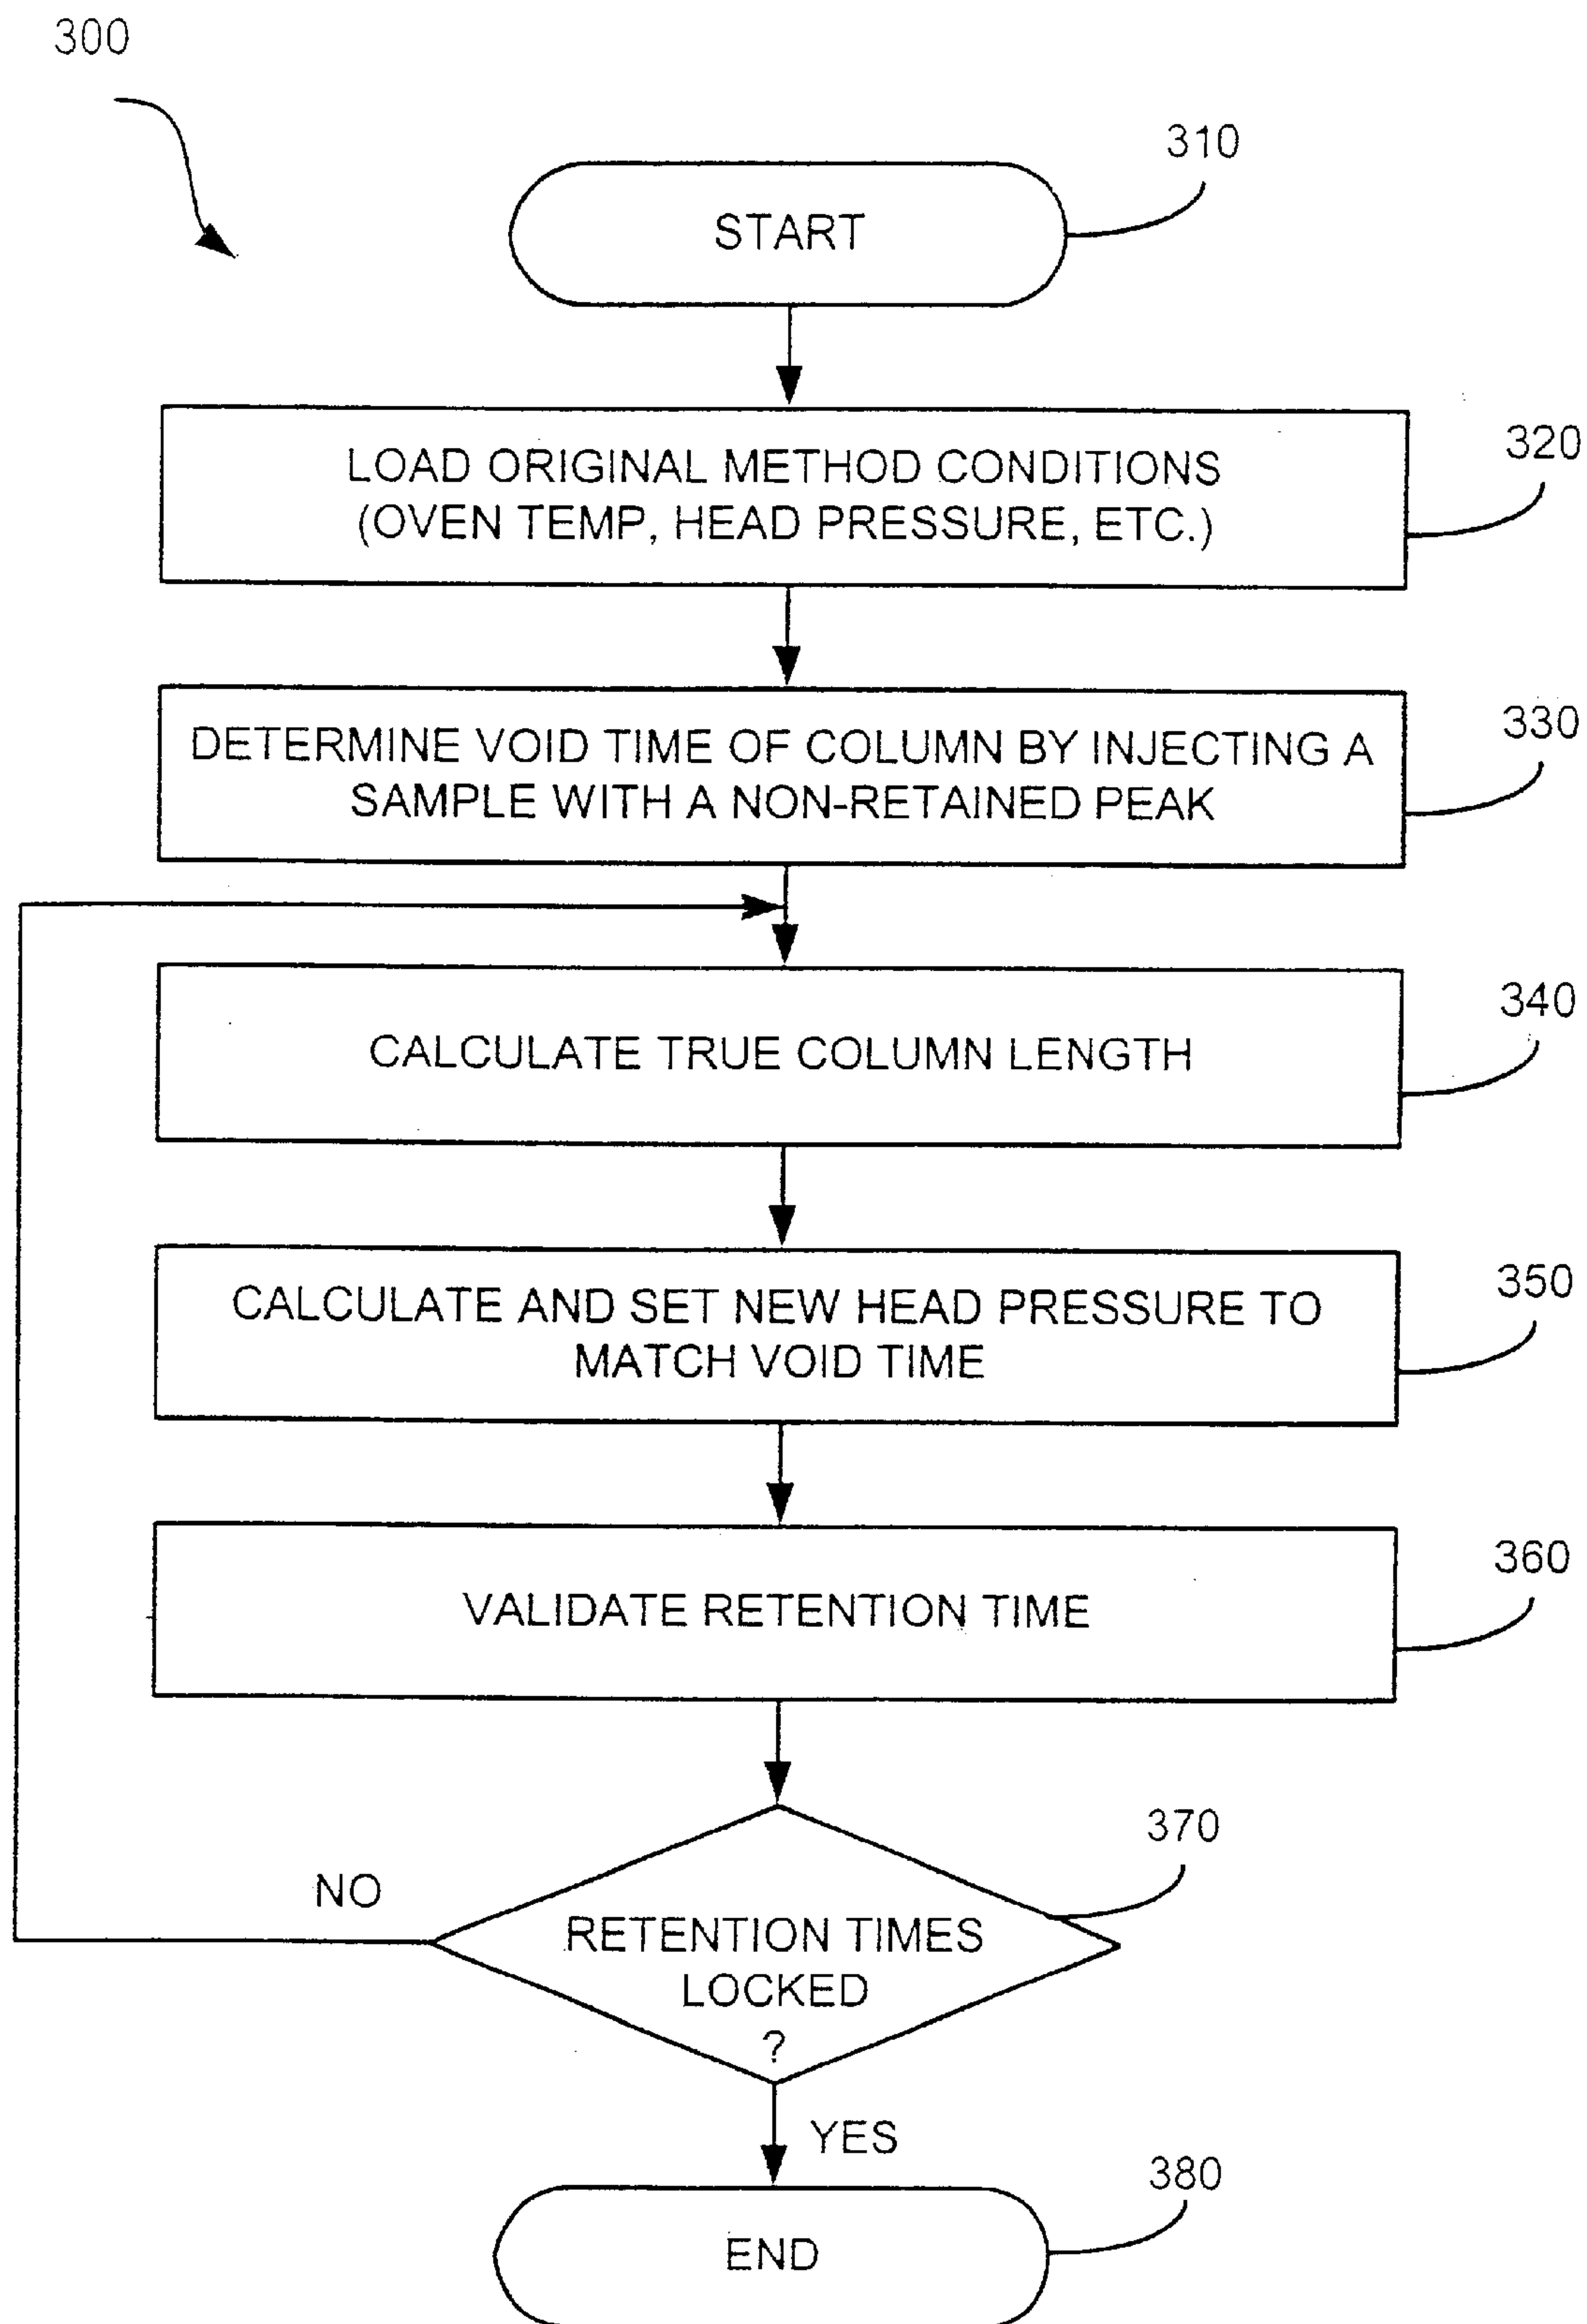 300
310
START
LOAD ORIGINAL METHOD CONDITIONS
(OVEN TEMP, HEAD PRESSURE, ETC.)
320
DETERMINE VOID TIME OF COLUMN BY INJECTING A
SAMPLE WITH A NON-RETAINED PEAK
330
CALCULATE TRUE COLUMN LENGTH
340
CALCULATE AND SET NEW HEAD PRESSURE TO
MATCH VOID TIME
350
VALIDATE RETENTION TIME
360
370
NO
RETENTION TIMES
LOCKED
?
YES
380
END